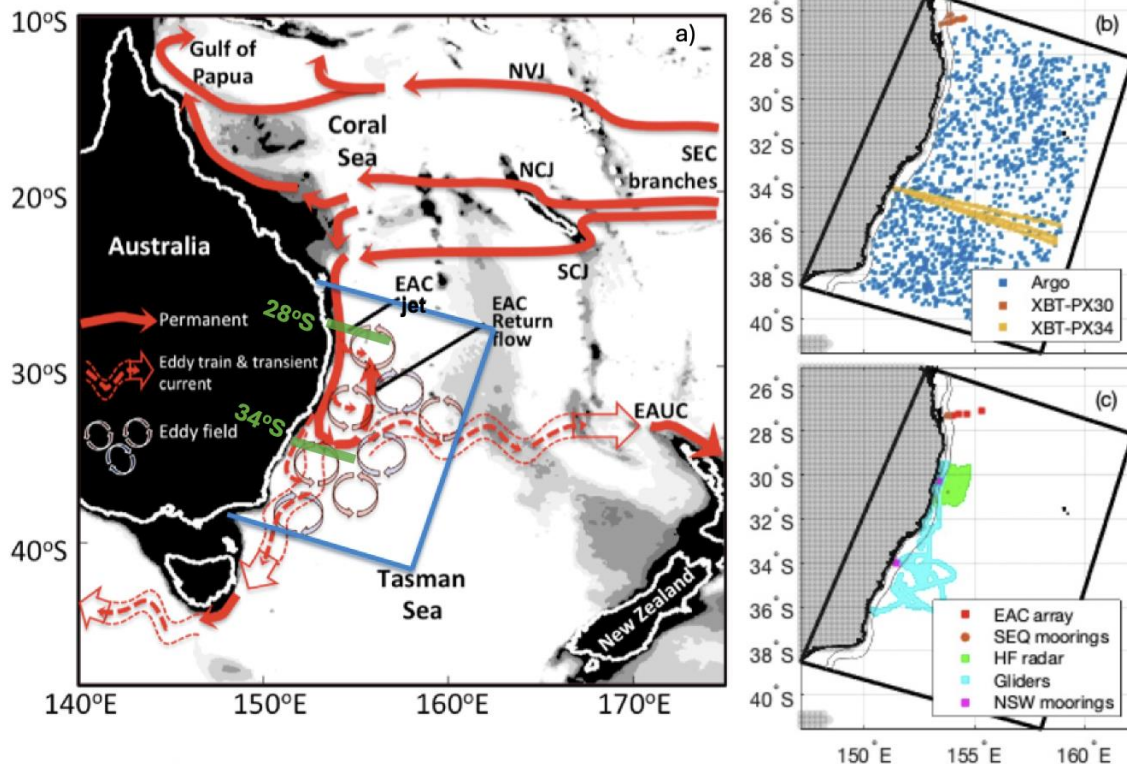 a)
10°S
20°S
30°S
40°S
140°E
150°E
160°E
170°E
Gulf of
Papua
NVJ
Coral
Sea
SEC
branches
NCJ
SCJ
Australia
EAC
jet
EAC
Return
flow
28ºS
34ºS
Permanent
Eddy train & transient
current
Eddy field
EAUC
Tasman
Sea
New Zealand
(b)
26°S
28°S
30°S
32°S
34°S
36°S
38°S
40°S
Argo
XBT-PX30
XBT-PX34
(c)
26°S
28°S
30°S
32°S
34°S
36°S
38°S
40°S
EAC array
SEQ moorings
HF radar
Gliders
NSW moorings
150°E
155°E
160°E